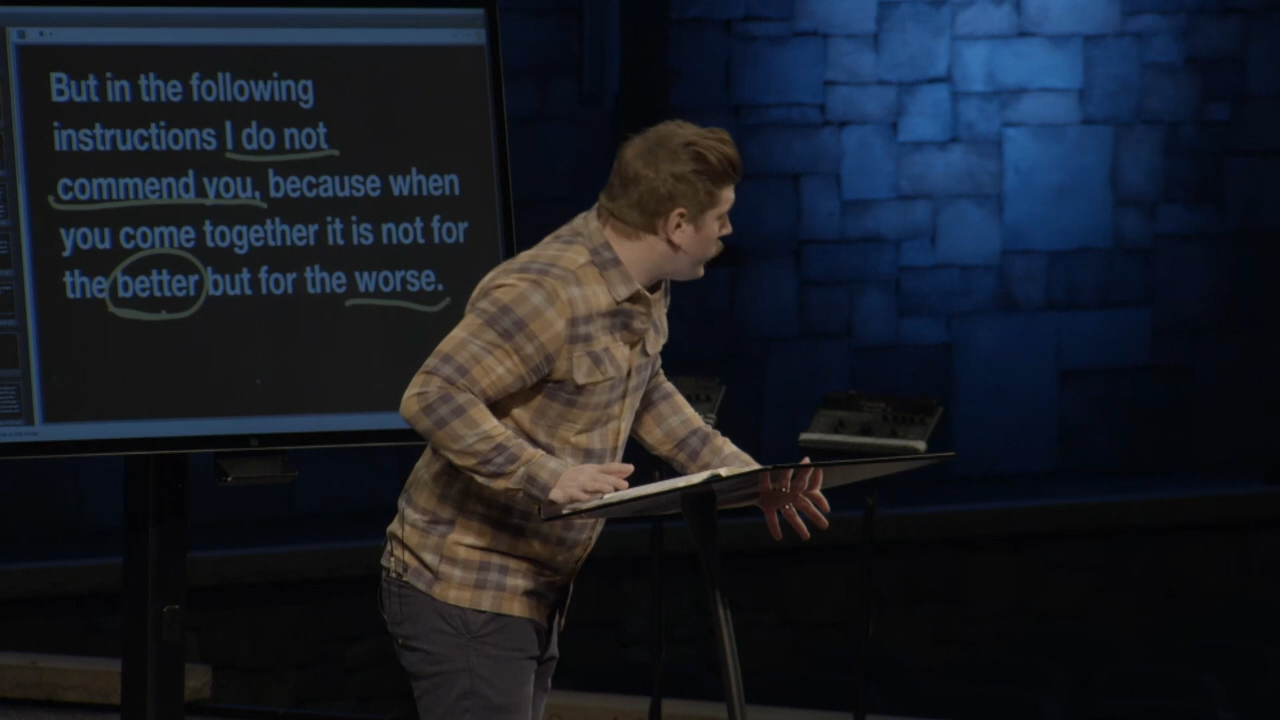 But in the following
instructions I do not
commend you, because when
you come together it is not for
the better but for the worse.